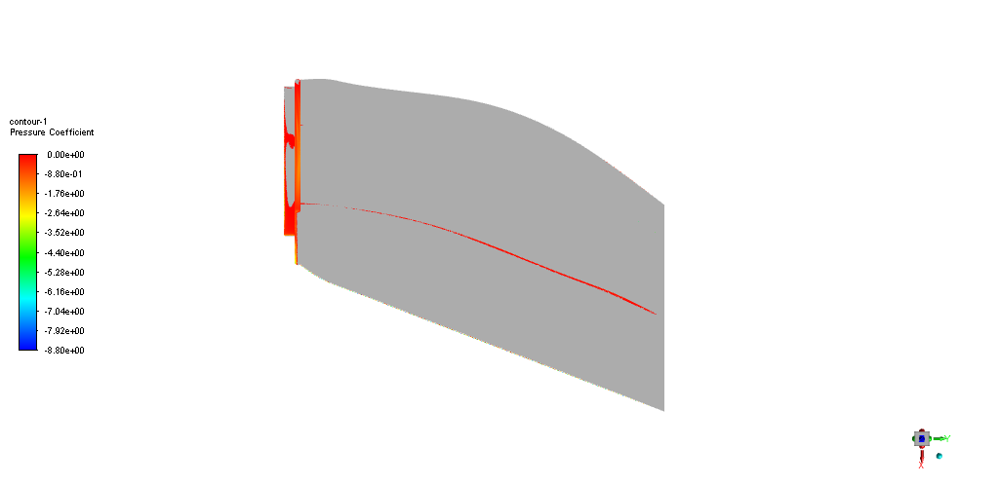 contour-1
Pressure Coefficient
0.00e+00
-8.80e-01
-1.76e+00
-2.64e+00
-3.52e+00
-4.40e+00
-5.28e+00
-6.16e+00
-7.04e+00
-7.92e+00
-8.80e+00
Y
X